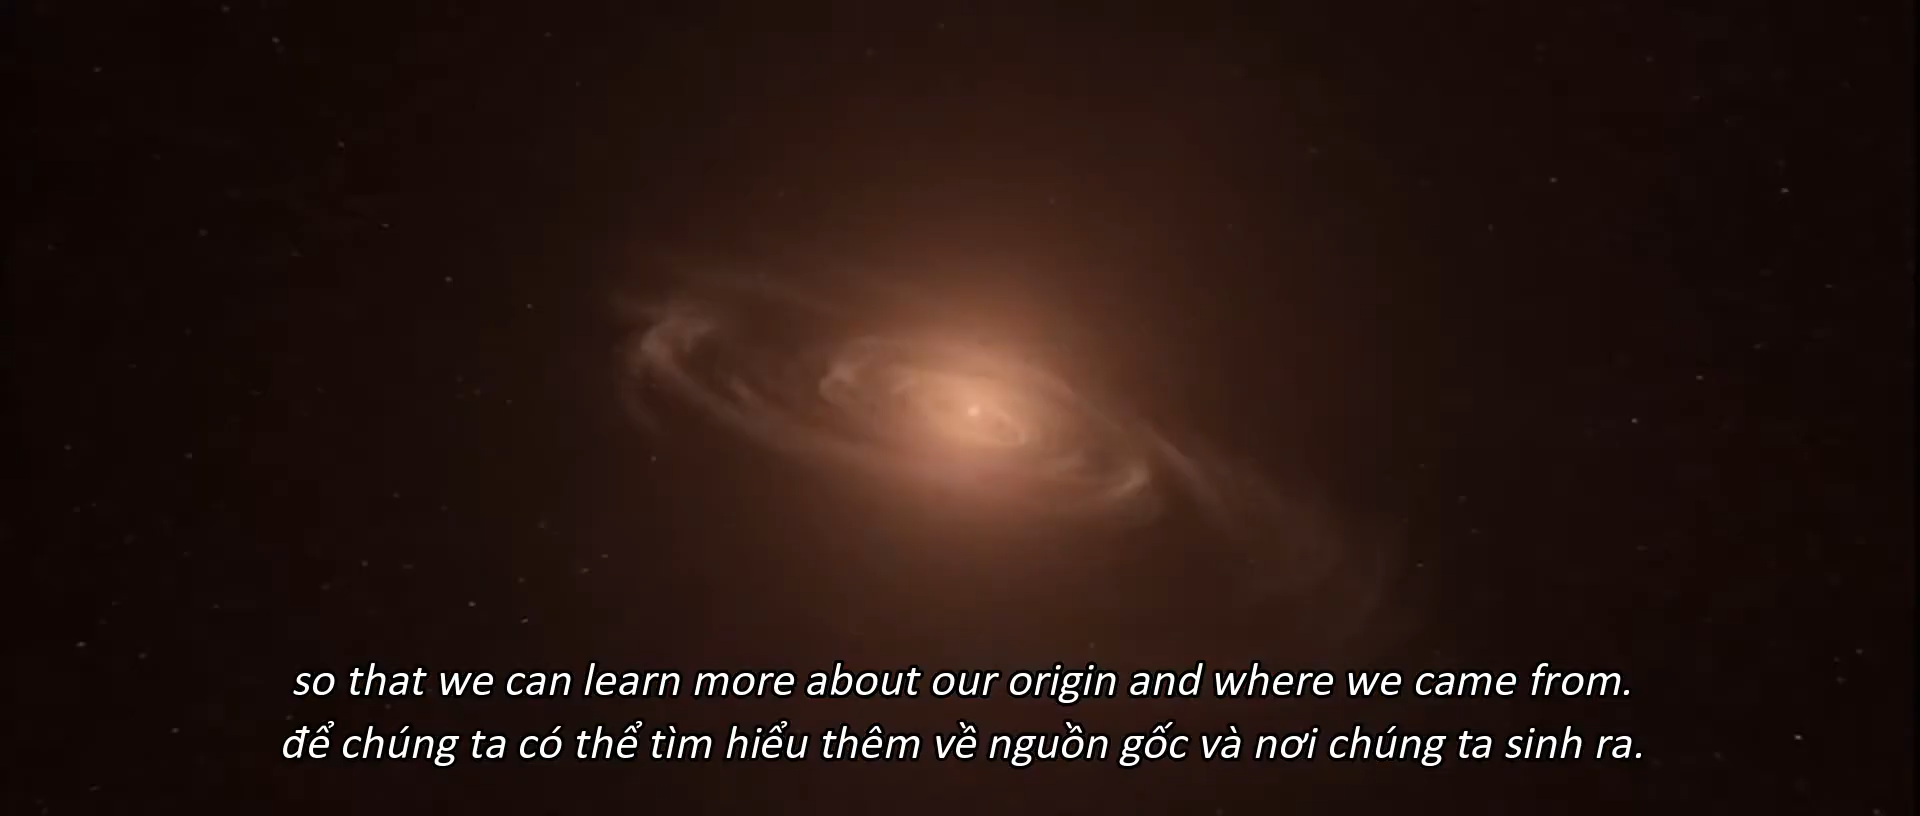 so that we can learn more about our origin and where we came from.
để chúng ta có thể tìm hiểu thêm về nguồn gốc và nơi chúng ta sinh ra.